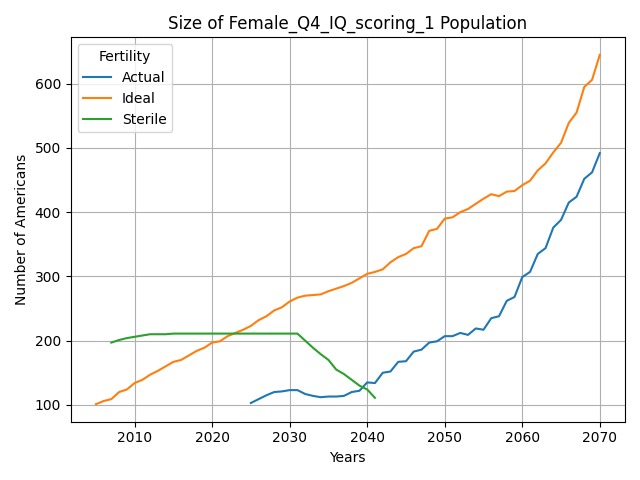 Size of Female_Q4_IQ_scoring_1 Population
Fertility
Actual
Ideal
Sterile
Number of Americans
600
500
400
300
200
100
2010 2020 2030 2040 2050 2060 2070
Years